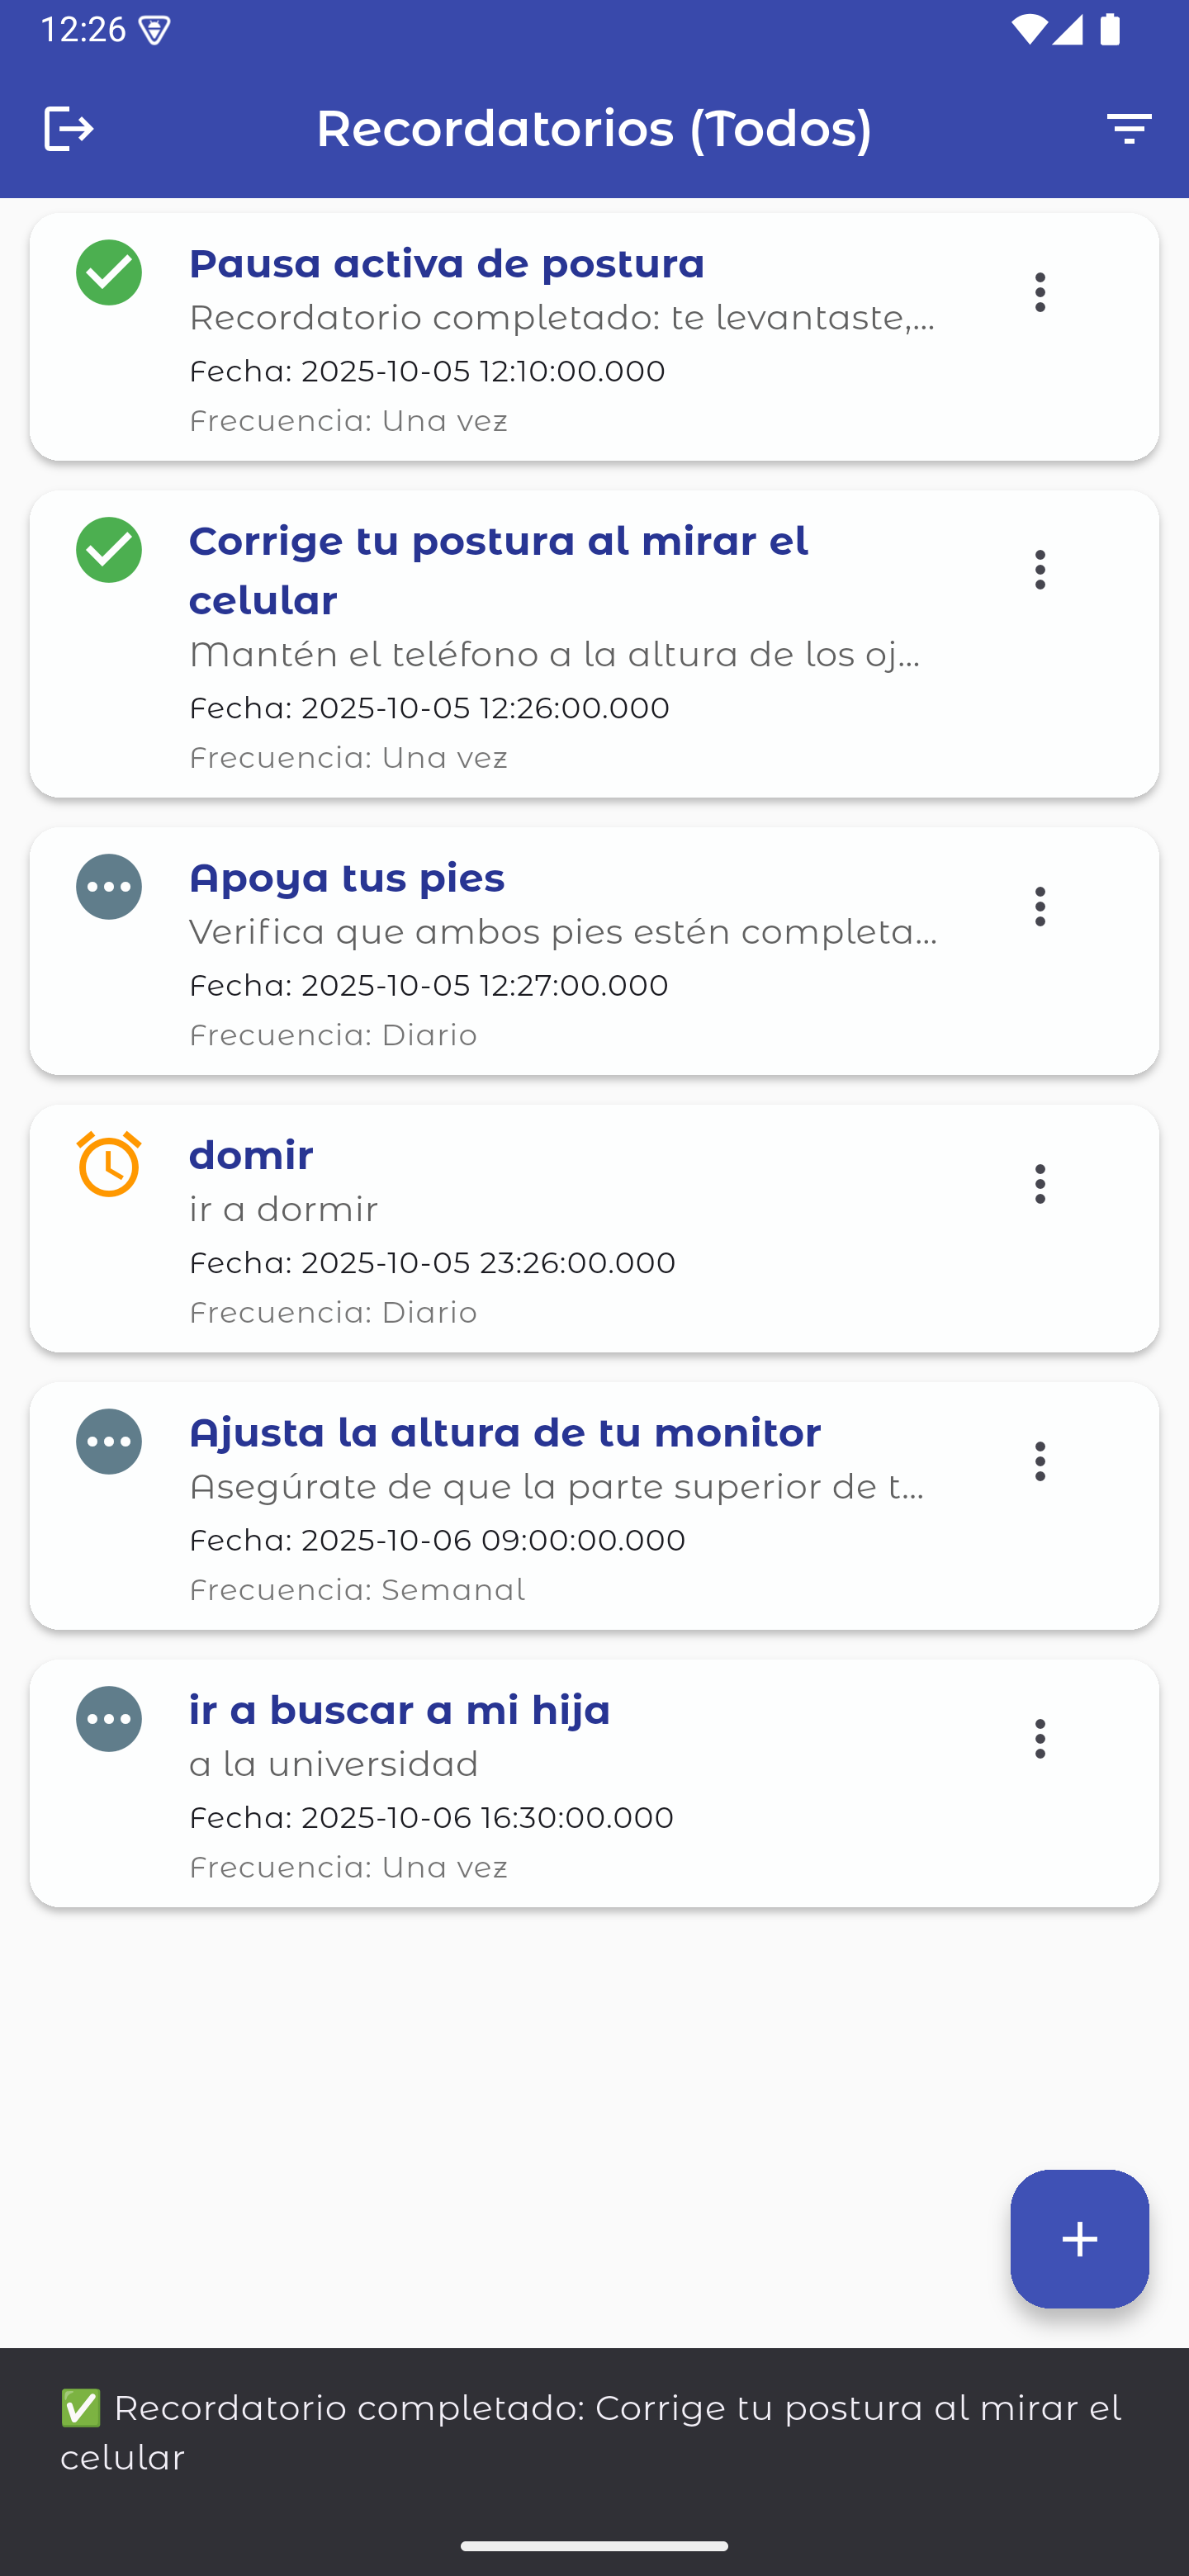 12:26
Recordatorios (Todos)
Pausa activa de postura
Recordatorio completado: te levantaste,...
Fecha: 2025-10-05 12:10:00.000
Frecuencia: Una vez
Corrige tu postura al mirar el
celular
Mantén el teléfono a la altura de los oj...
Fecha: 2025-10-05 12:26:00.000
Frecuencia: Una vez
Apoya tus pies
Verifica que ambos pies estén completa...
Fecha: 2025-10-05 12:27:00.000
Frecuencia: Diario
domir
ir a dormir
Fecha: 2025-10-05 23:26:00.000
Frecuencia: Diario
Ajusta la altura de tu monitor
Asegúrate de que la parte superior de t...
Fecha: 2025-10-06 09:00:00.000
Frecuencia: Semanal
ir a buscar a mi hija
a la universidad
Fecha: 2025-10-06 16:30:00.000
Frecuencia: Una vez
✅ Recordatorio completado: Corrige tu postura al mirar el
celular